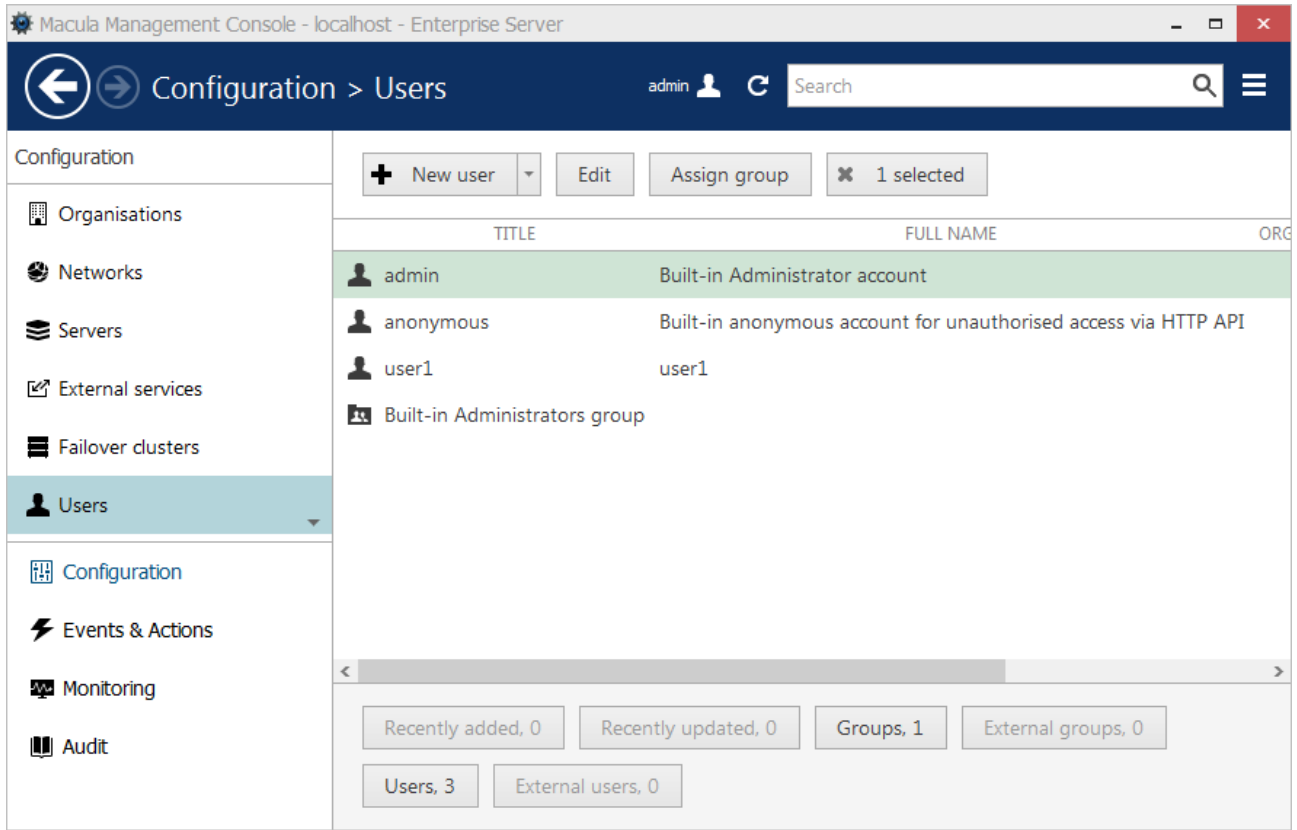 Macula Management Console - localhost - Enterprise Server
Configuration > Users
admin
Search
Configuration
Organisations
Networks
Servers
External services
Failover clusters
Users
Configuration
Events & Actions
Monitoring
Audit
New user
Edit
Assign group
1 selected
TITLE FULL NAME ORG
admin Built-in Administrator account
anonymous Built-in anonymous account for unauthorised access via HTTP API
user1 user1
Built-in Administrators group
Recently added, 0
Recently updated, 0
Groups, 1
External groups, 0
Users, 3
External users, 0